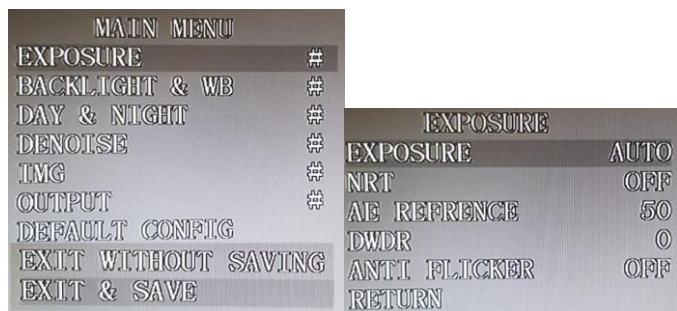 MAIN MENU
EXPOSURE #
BACKLIGHT & WB #
DAY & NIGHT #
DENOISE #
IMG #
OUTPUT #
DEFAULT CONFIG
EXIT WITHOUT SAVING
EXIT & SAVE
EXPOSURE
EXPOSURE AUTO
NRT OFF
AE REFRENCE 50
DWDR 0
ANTI FLICKER OFF
RETURN